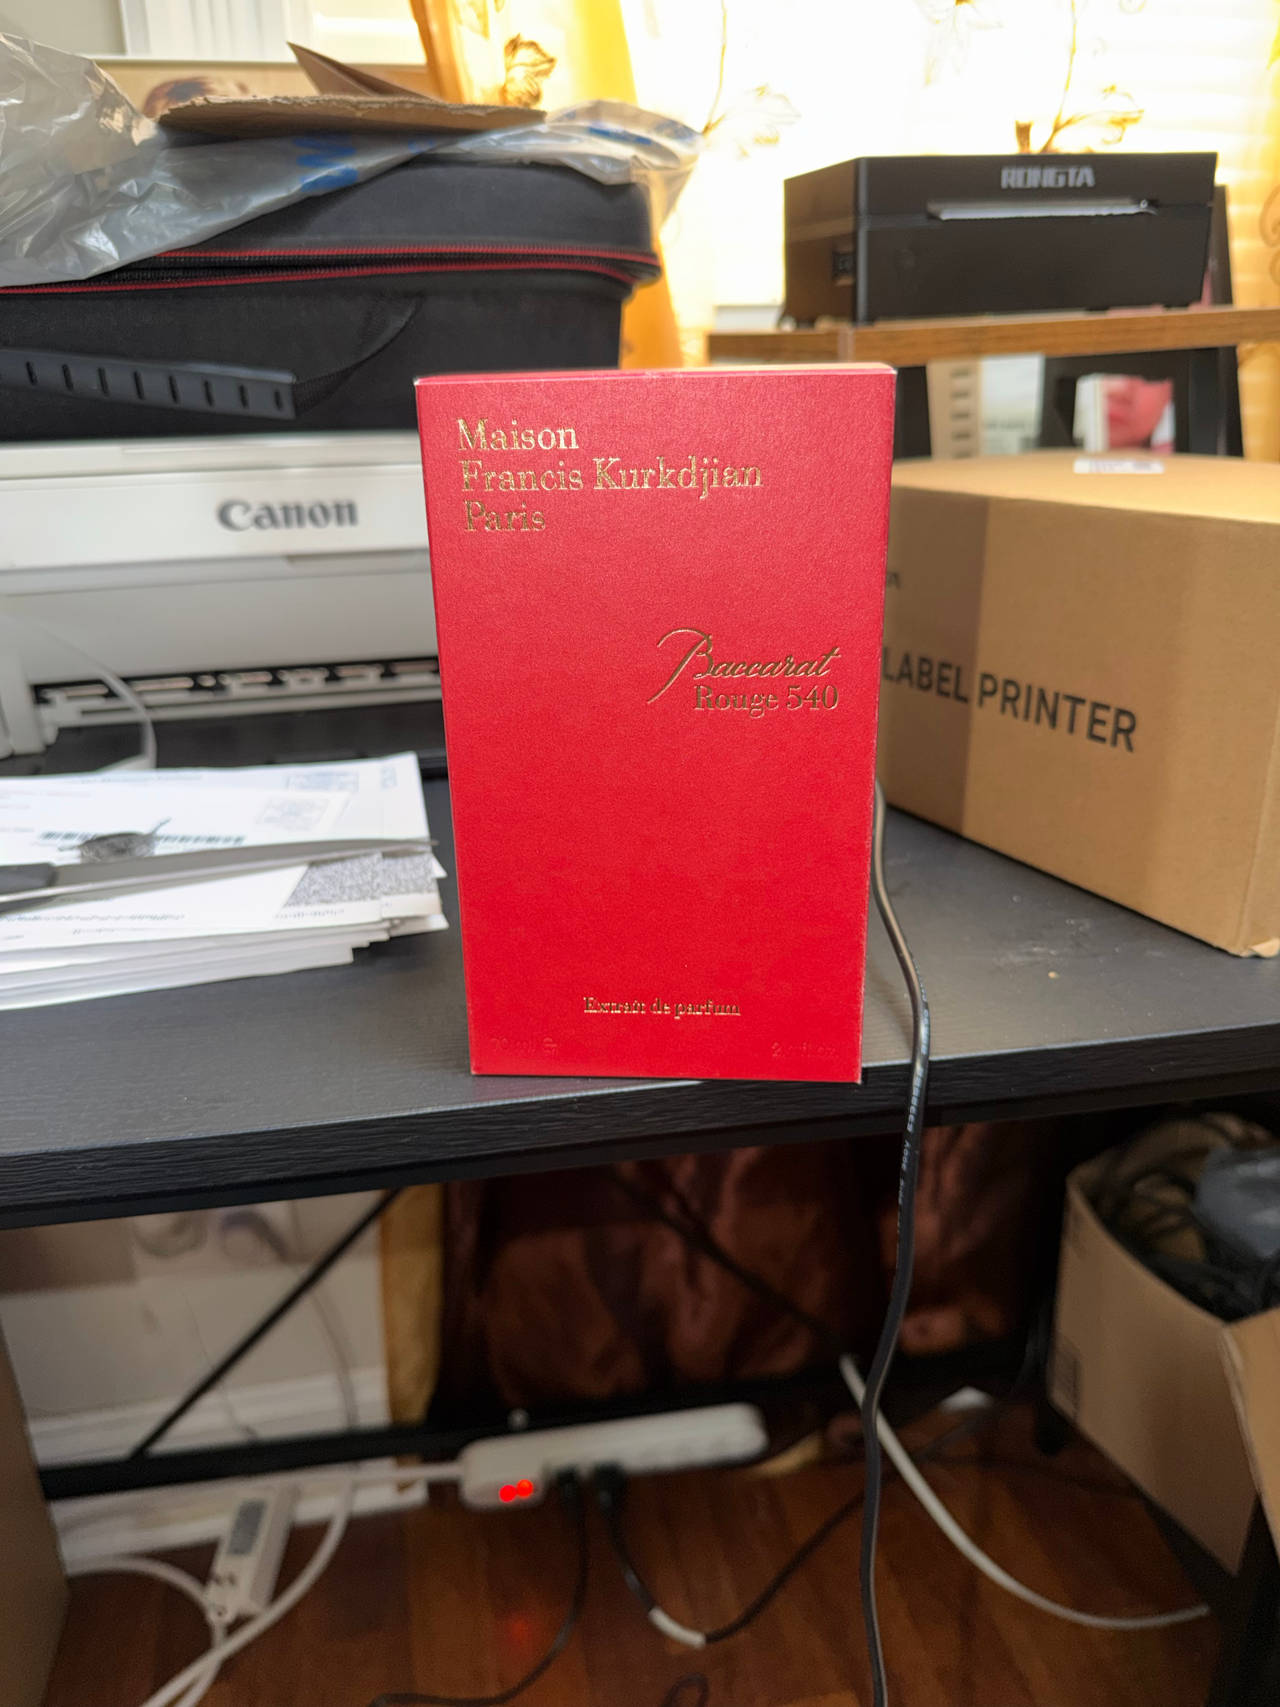 RONGTA
Canon
Maison
Francis Kurkdjian
Paris
Baccarat
Rouge 540
LABEL PRINTER
Extrait de parfum